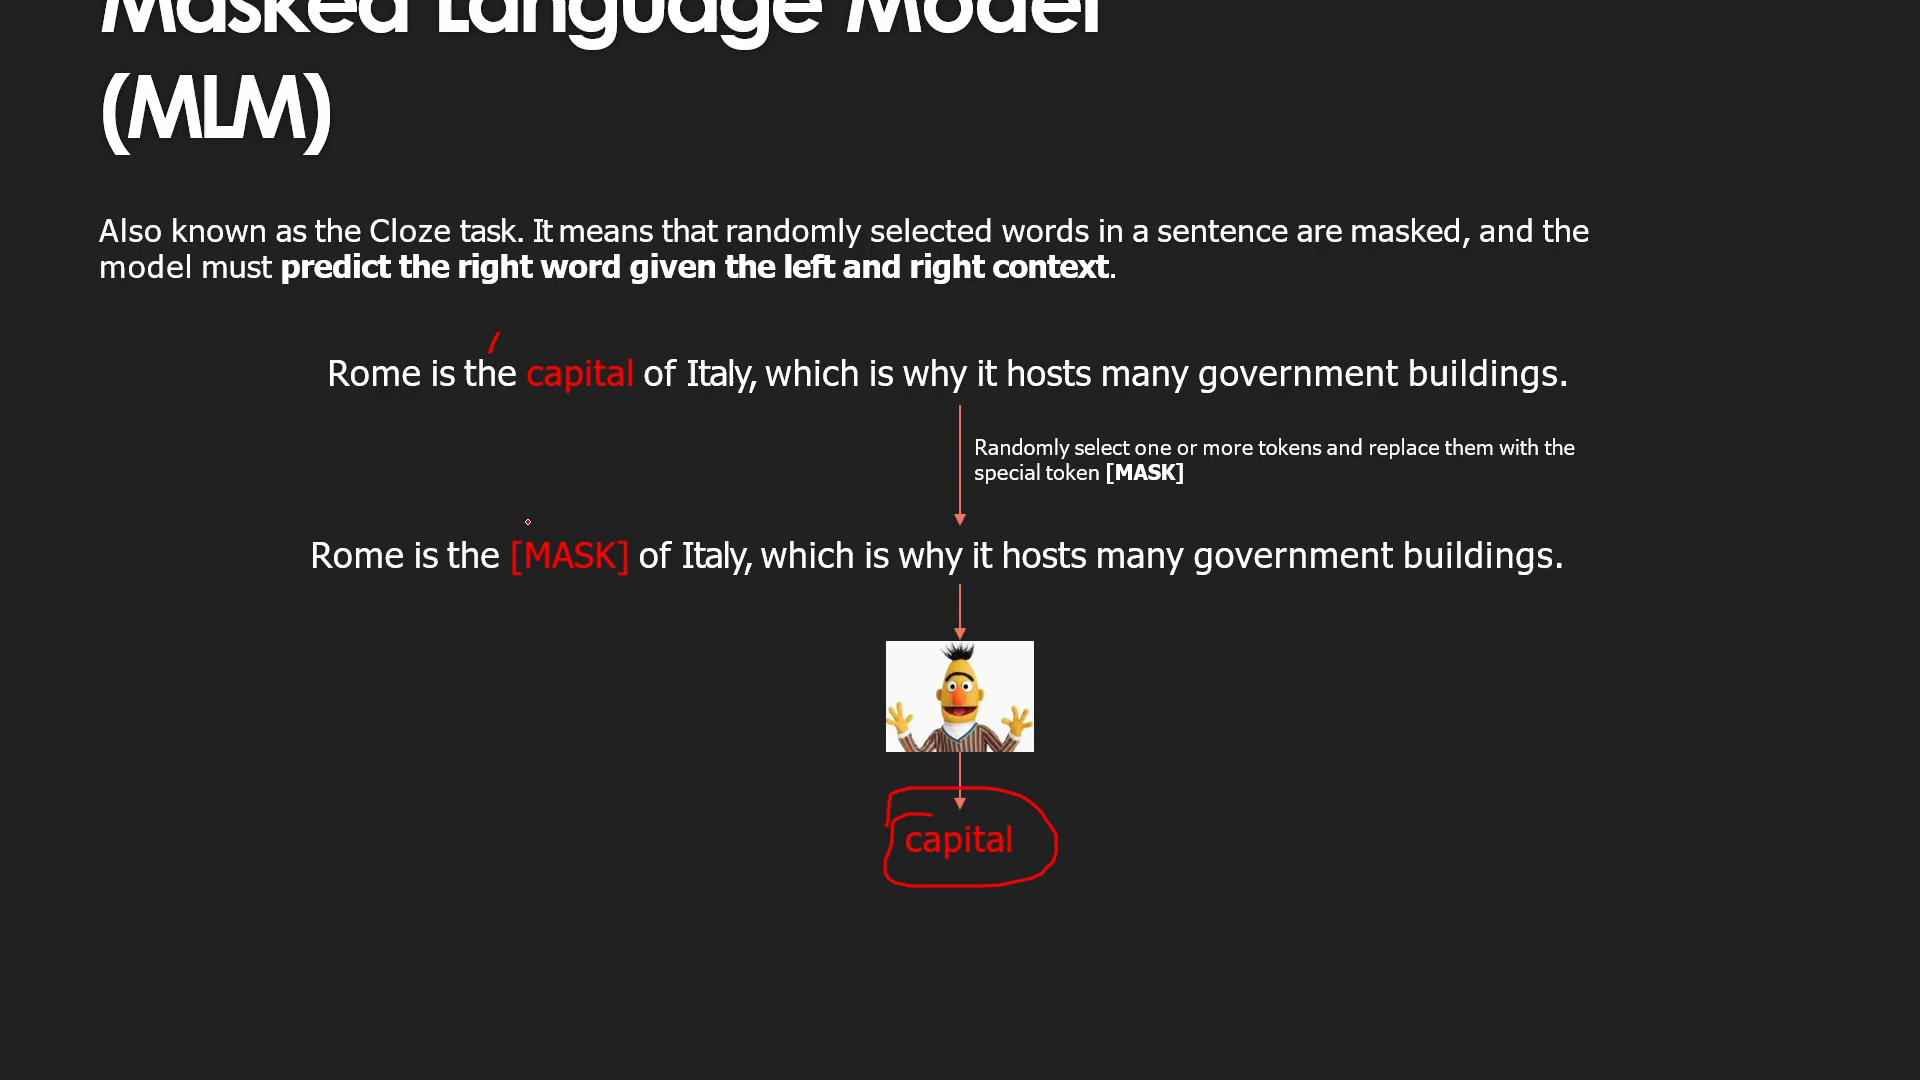 Masked Language Model
(MLM)
Also known as the Cloze task. It means that randomly selected words in a sentence are masked, and the
model must predict the right word given the left and right context.
Rome is the capital of Italy, which is why it hosts many government buildings.
Randomly select one or more tokens and replace them with the
special token [MASK]
Rome is the [MASK] of Italy, which is why it hosts many government buildings.
capital